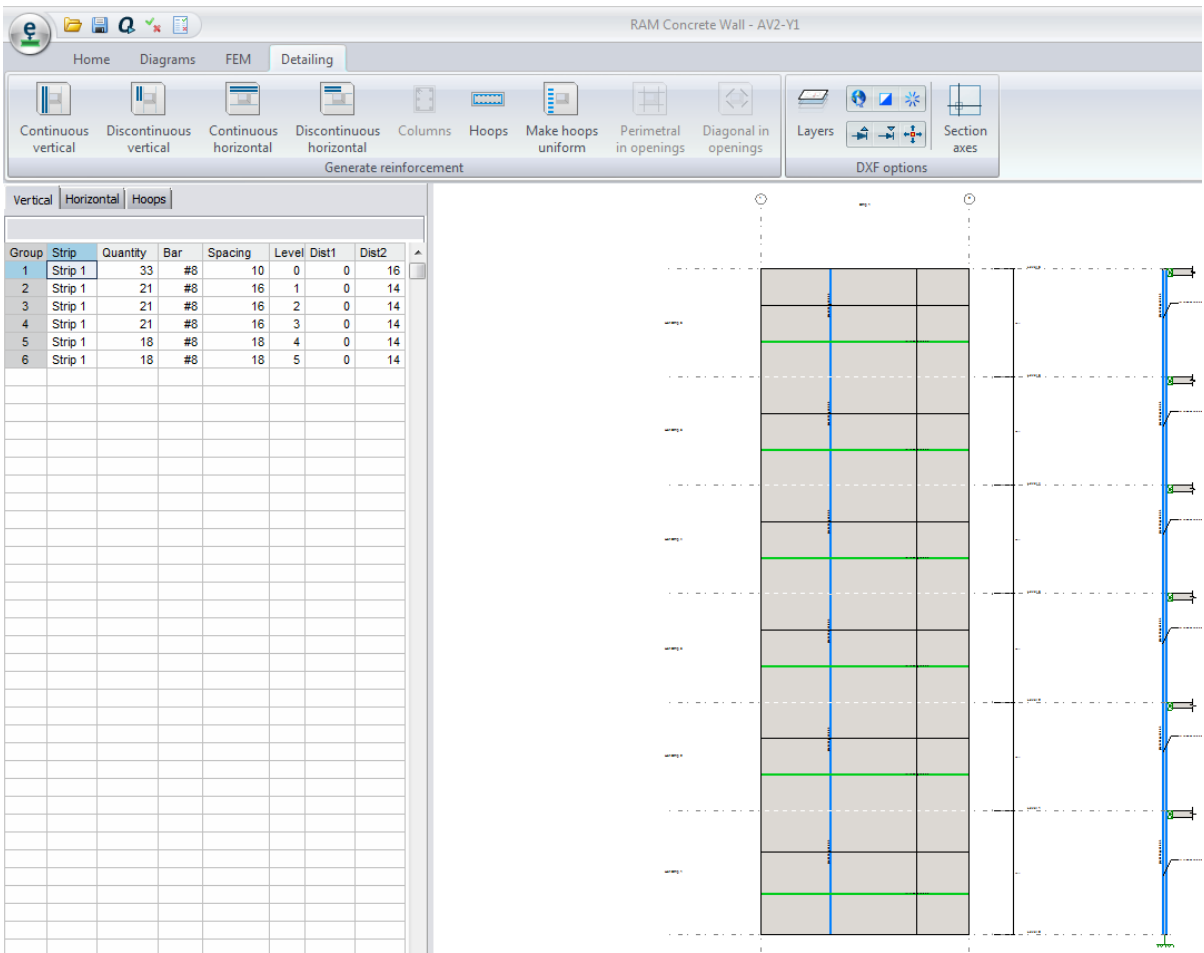 RAM Concrete Wall - AV2-Y1
Home Diagrams FEM Detailing
Continuous vertical
Discontinuous vertical
Continuous horizontal
Discontinuous horizontal
Columns
Hoops
Make hoops uniform
Perimetral in openings
Diagonal in openings
Layers
Section axes
Generate reinforcement
DXF options
Vertical Horizontal Hoops
Group Strip Quantity Bar Spacing Level Dist1 Dist2
1 Strip 1 33 #8 10 0 0 16
2 Strip 1 21 #8 16 1 0 14
3 Strip 1 21 #8 16 2 0 14
4 Strip 1 21 #8 16 3 0 14
5 Strip 1 18 #8 18 4 0 14
6 Strip 1 18 #8 18 5 0 14